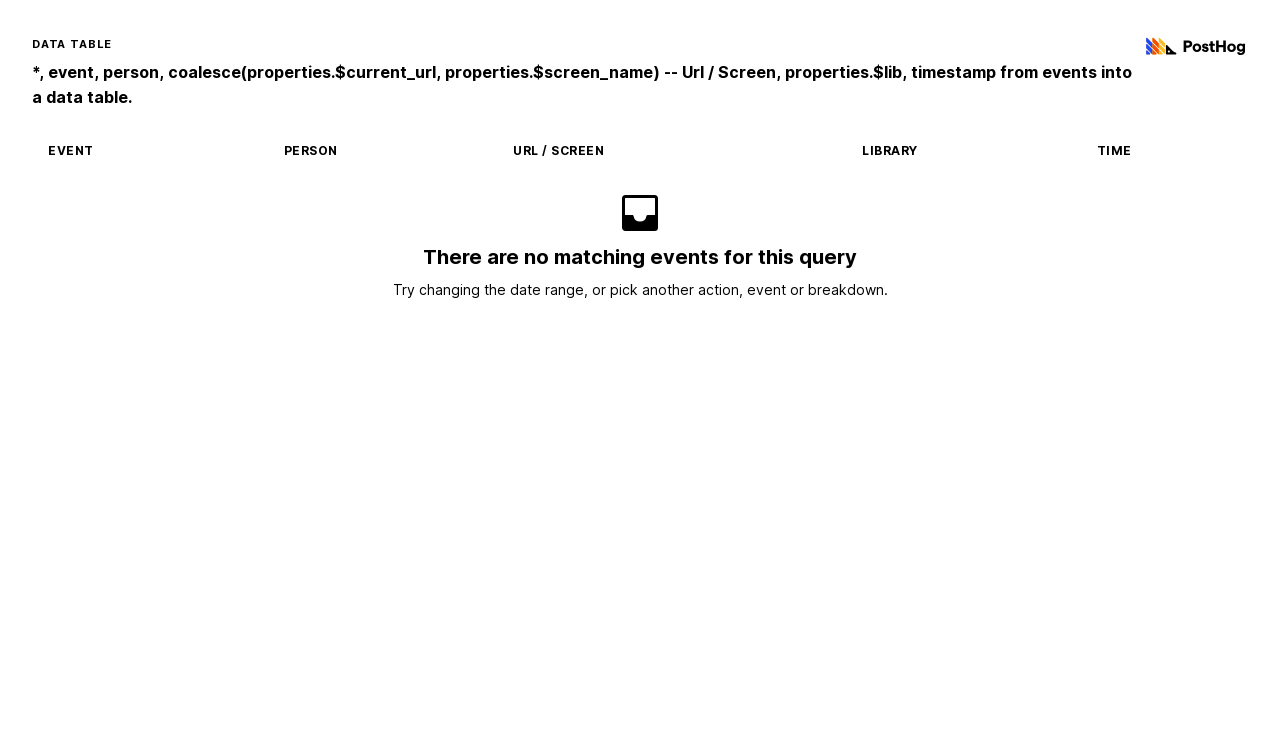 DATA TABLE
PostHog
*, event, person, coalesce(properties.$current_url, properties.$screen_name) -- Url / Screen, properties.$lib, timestamp from events into
a data table.
EVENT PERSON URL / SCREEN LIBRARY TIME
There are no matching events for this query
Try changing the date range, or pick another action, event or breakdown.